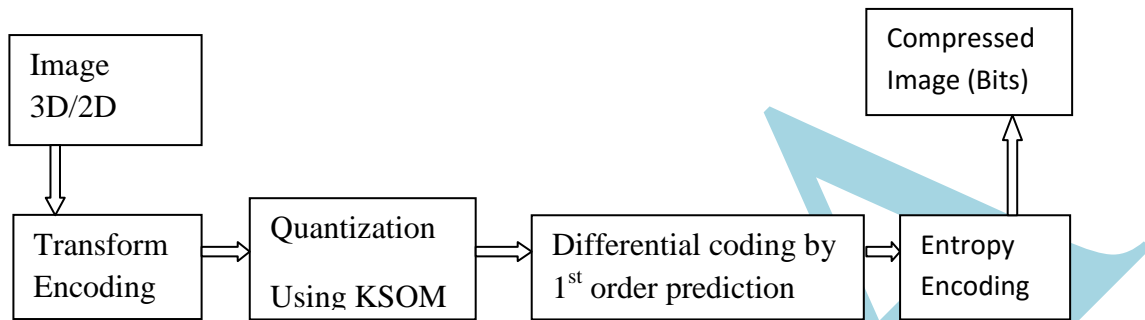 Image
3D/2D
Transform
Encoding
Quantization
Using KSOM
Differential coding by
1st order prediction
Entropy
Encoding
Compressed
Image (Bits)